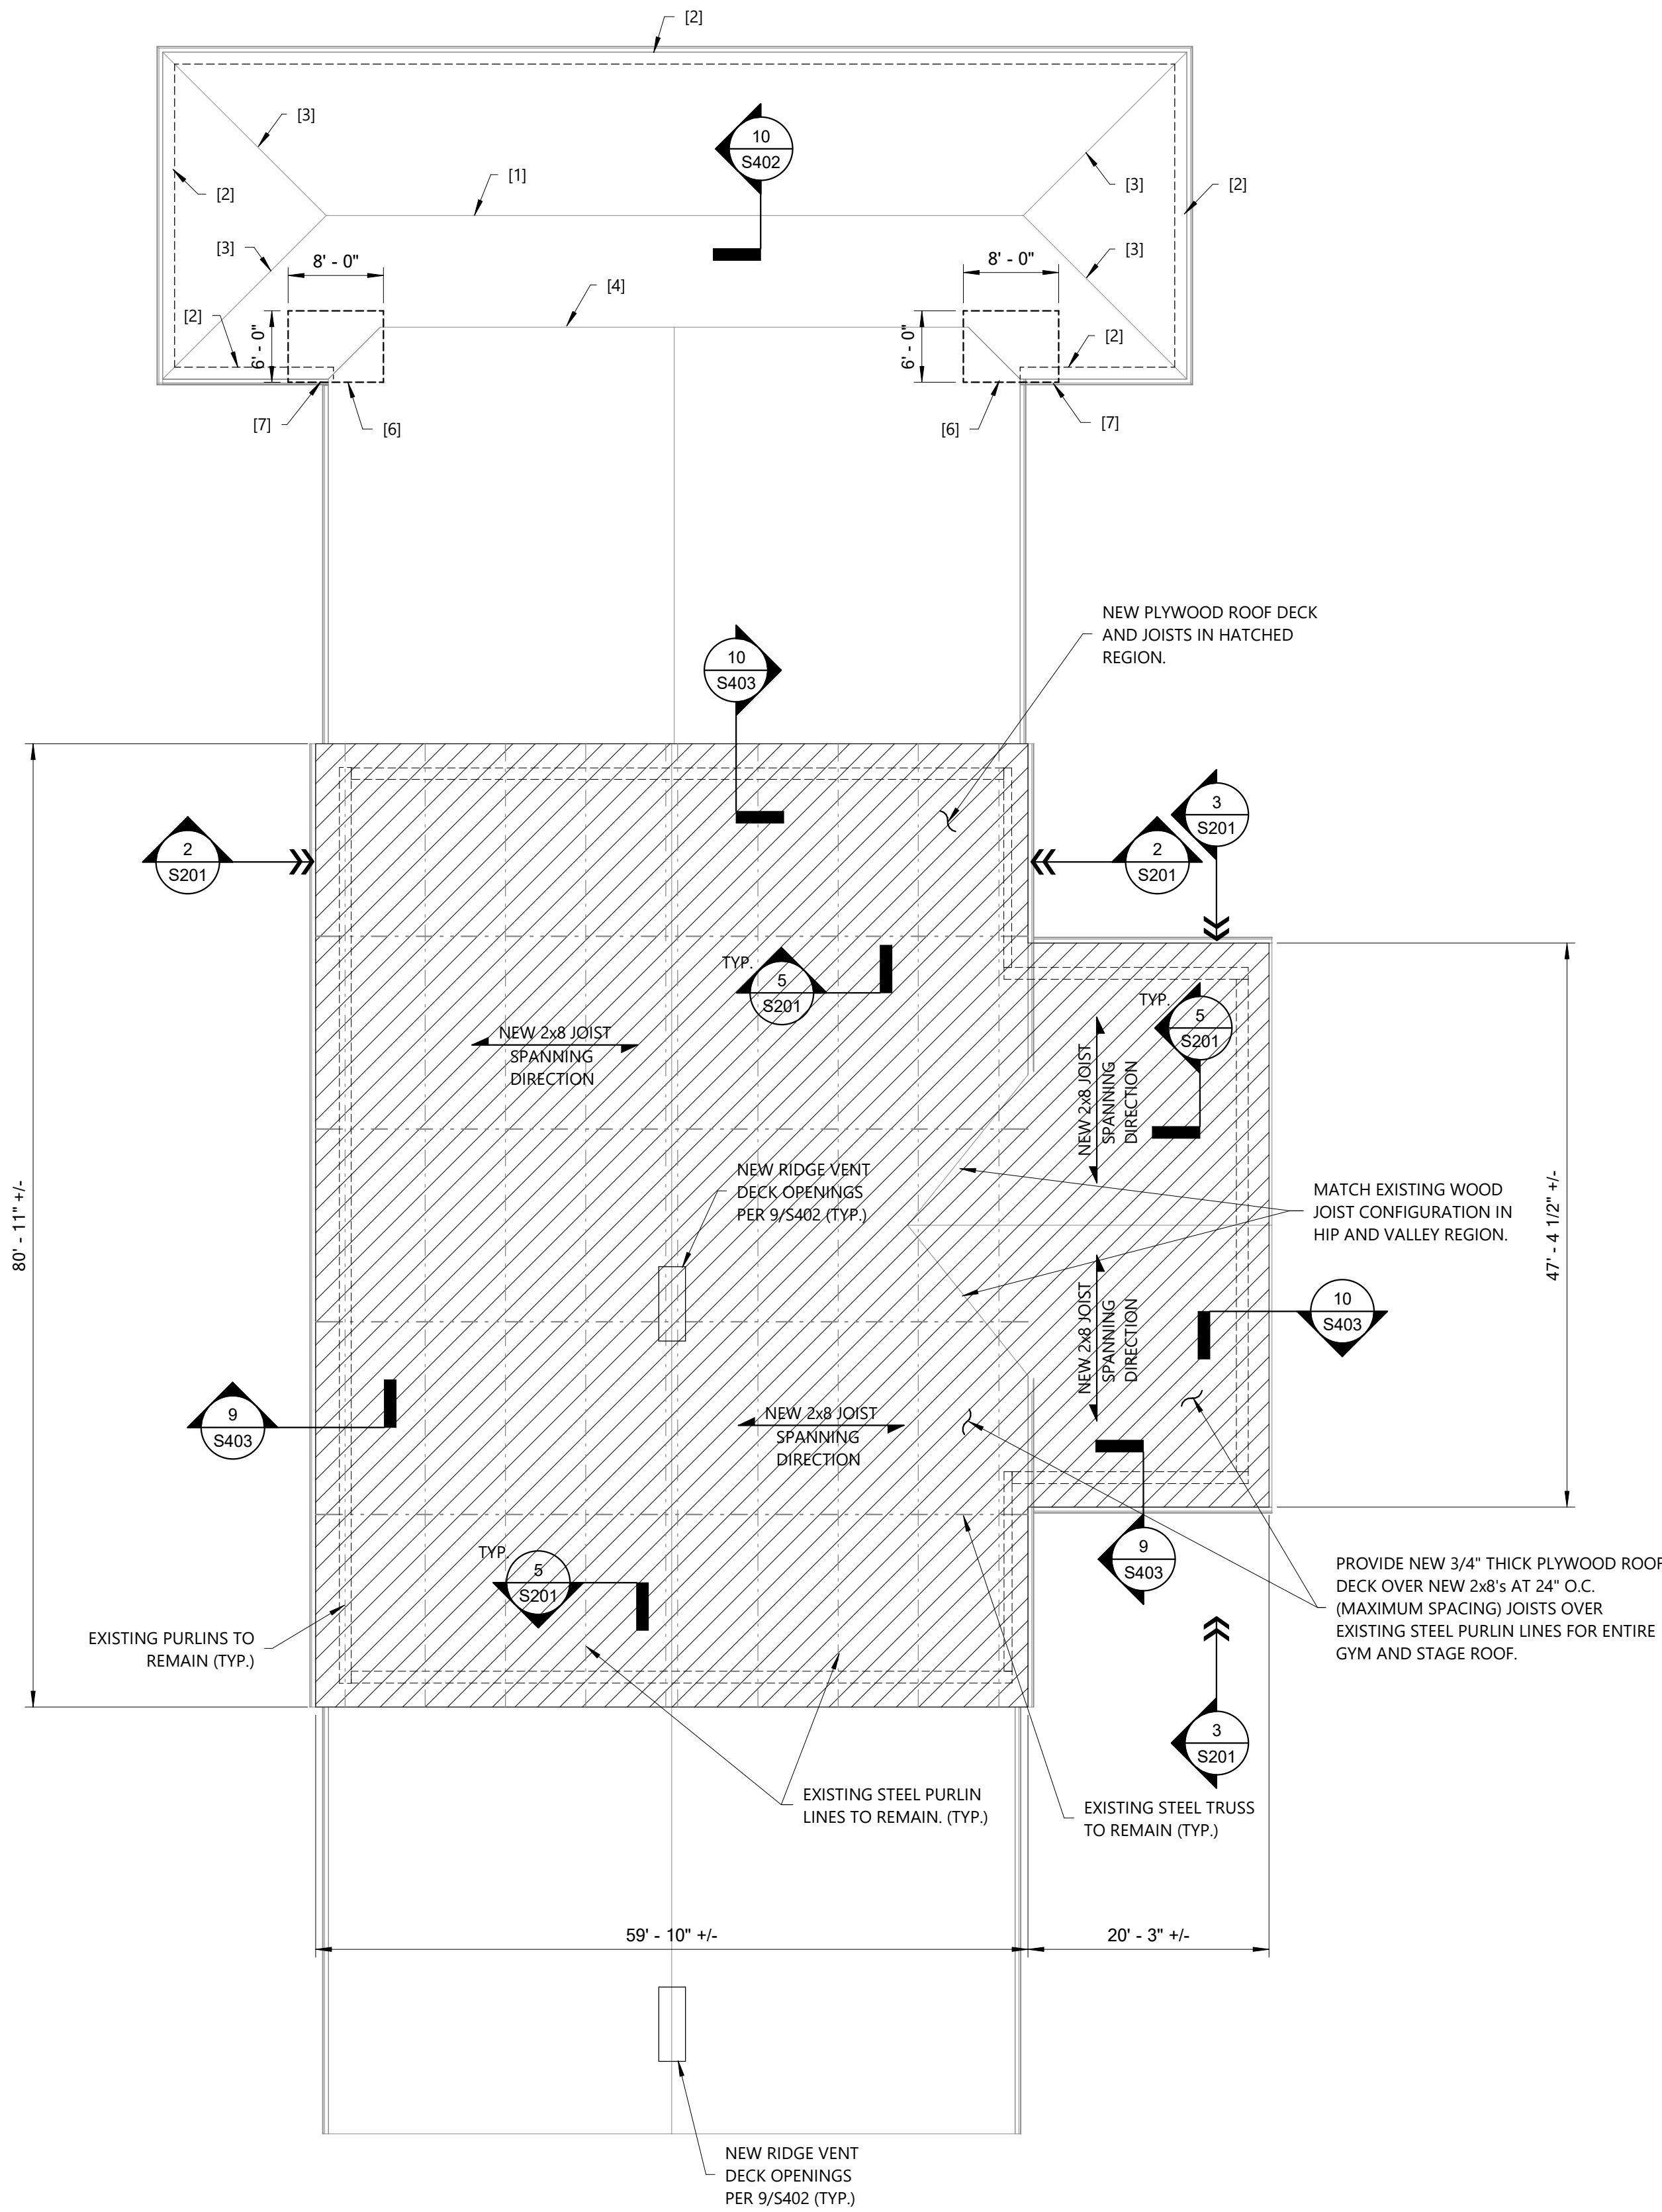 [2]
[3]
10
S402
[1]
[3]
[2]
[2]
[3]
[3]
8' - 0"
8' - 0"
[4]
[2]
6' - 0"
6' - 0"
[2]
[7]
[6]
[6]
[7]
NEW PLYWOOD ROOF DECK
AND JOISTS IN HATCHED
REGION.
10
S403
2
S201
3
S201
2
S201
TYP.
5
S201
TYP.
5
S201
NEW 2x8 JOIST
SPANNING
DIRECTION
NEW 2x8 JOIST
SPANNING
DIRECTION
NEW RIDGE VENT
DECK OPENINGS
PER 9/S402 (TYP.)
MATCH EXISTING WOOD
JOIST CONFIGURATION IN
HIP AND VALLEY REGION.
80' - 11" +/-
47' - 4 1/2" +/-
NEW 2x8 JOIST
SPANNING
DIRECTION
10
S403
9
S403
NEW 2x8 JOIST
SPANNING
DIRECTION
9
S403
TYP.
5
S201
PROVIDE NEW 3/4" THICK PLYWOOD ROOF
DECK OVER NEW 2x8's AT 24" O.C.
(MAXIMUM SPACING) JOISTS OVER
EXISTING STEEL PURLIN LINES FOR ENTIRE
GYM AND STAGE ROOF.
EXISTING PURLINS TO
REMAIN (TYP.)
3
S201
EXISTING STEEL PURLIN
LINES TO REMAIN. (TYP.)
EXISTING STEEL TRUSS
TO REMAIN (TYP.)
59' - 10" +/-
20' - 3" +/-
NEW RIDGE VENT
DECK OPENINGS
PER 9/S402 (TYP.)